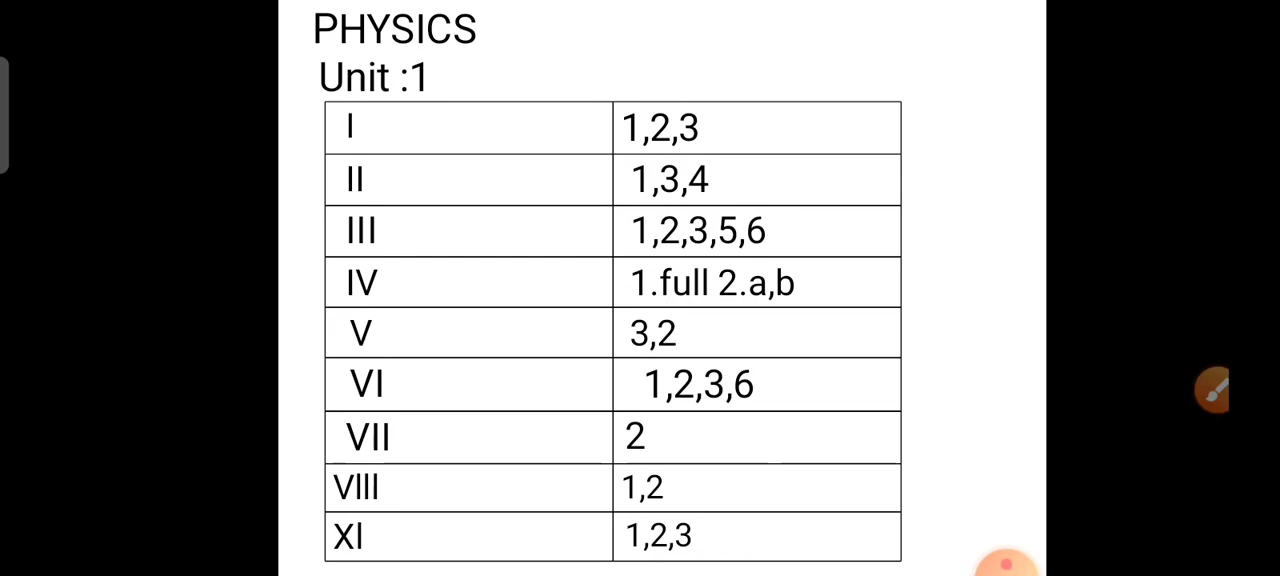 PHYSICS
Unit :1
I 1,2,3
II 1,3,4
III 1,2,3,5,6
IV 1.full 2.a,b
V 3,2
VI 1,2,3,6
VII 2
VIll 1,2
XI 1,2,3